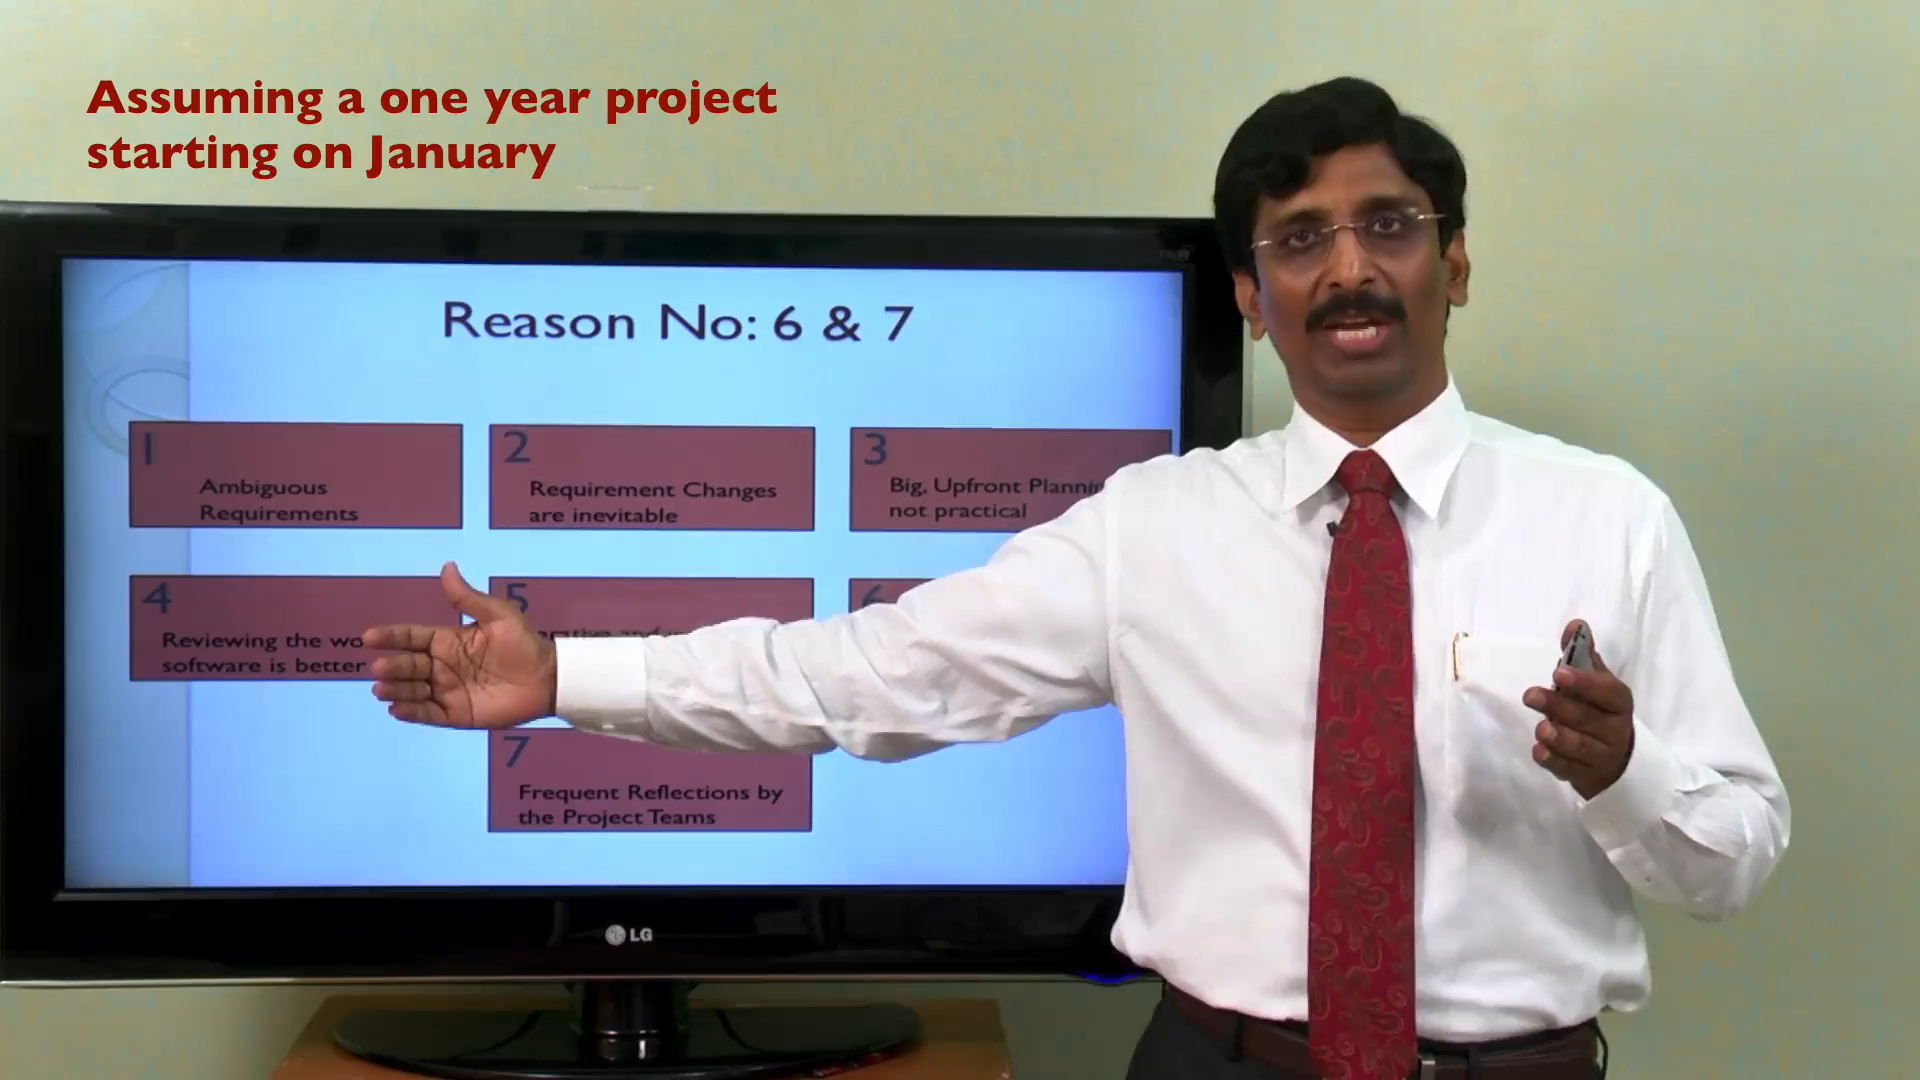 Assuming a one year project
starting on January
Reason No: 6 & 7
1
Ambiguous
Requirements
2
Requirement Changes
are inevitable
3
Big, Upfront
not practical
4
Reviewing the
software is better
5
6
7
Frequent Reflections by
the Project Teams
LG